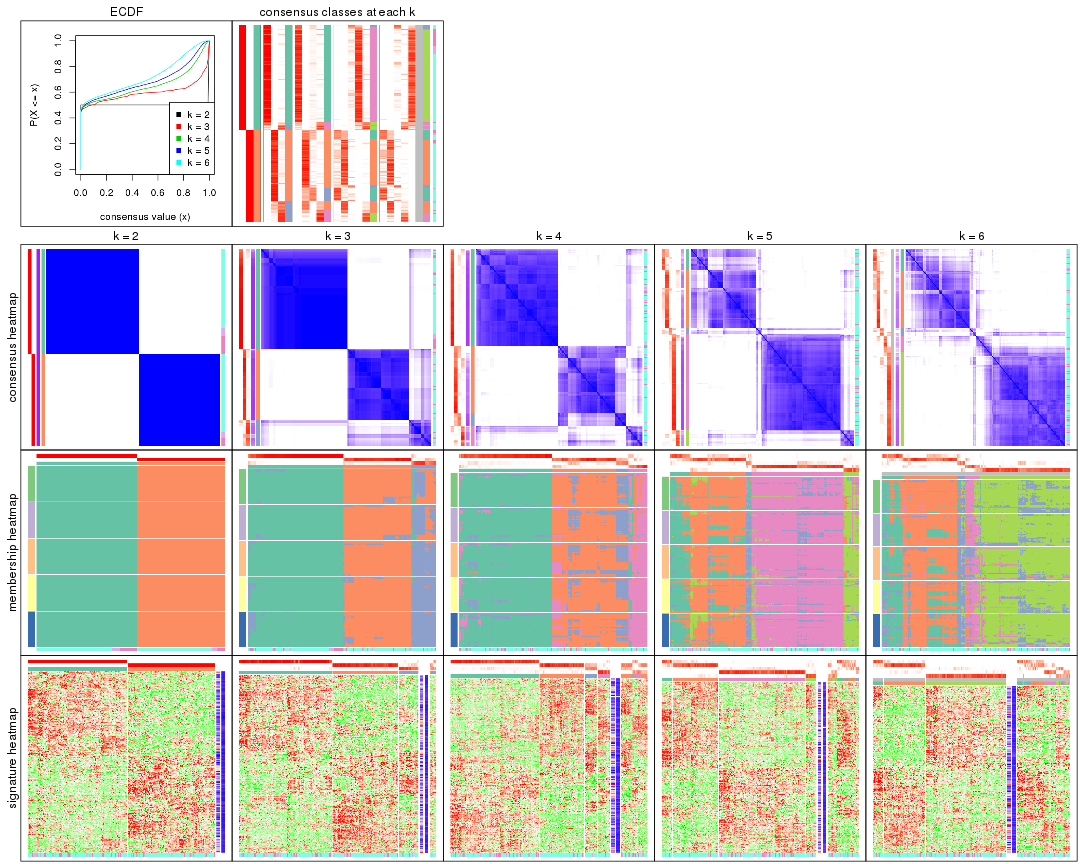 ECDF
consensus classes at each k
P(X <= x)
1.0
0.8
0.6
0.4
0.2
0.0
k = 2
k = 3
k = 4
k = 5
k = 6
0.0 0.2 0.4 0.6 0.8 1.0
consensus value (x)
k = 2 k = 3 k = 4 k = 5 k = 6
consensus heatmap
membership heatmap
signature heatmap